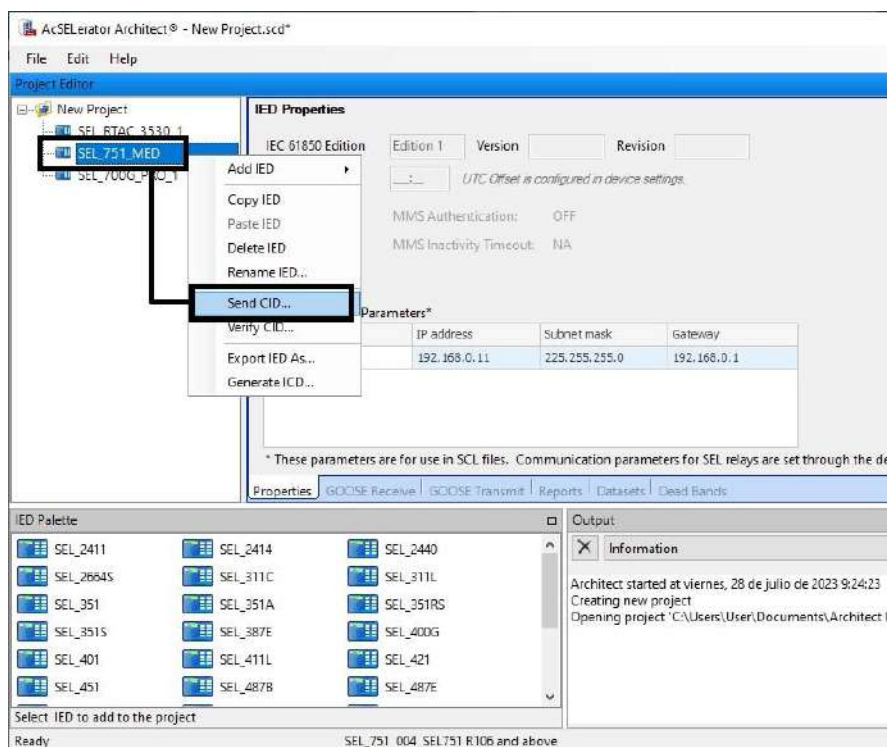 AcSELerator Architect® - New Project.scd*
File Edit Help
Project Editor
New Project
SEL_RTAC_3530_1
SEL_751_MED
SEL_700G_PRO_1
IED Properties
IEC 61850 Edition Edition 1 Version Revision
UTC Offset is configured in device settings.
MMS Authentication: OFF
MMS Inactivity Timeout: NA
Add IED
Copy IED
Paste IED
Delete IED
Rename IED...
Send CID...
Verify CID...
Export IED As...
Generate ICD...
Parameters*
IP address Subnet mask Gateway
192.168.0.11 225.255.255.0 192.168.0.1
* These parameters are for use in SCL files. Communication parameters for SEL relays are set through the de
Properties GOOSE Receive GOOSE Transmit Reports Datasets Dead Bands
IED Palette
SEL_2411 SEL_2414 SEL_2440
SEL_2664S SEL_311C SEL_311L
SEL_351 SEL_351A SEL_351RS
SEL_351S SEL_387E SEL_400G
SEL_401 SEL_411L SEL_421
SEL_451 SEL_487B SEL_487E
Select IED to add to the project
Output
Information
Architect started at viernes, 28 de julio de 2023 9:24:23
Creating new project
Opening project 'C:\Users\User\Documents\Architect
Ready SEL_751 004 SEL751 R106 and above